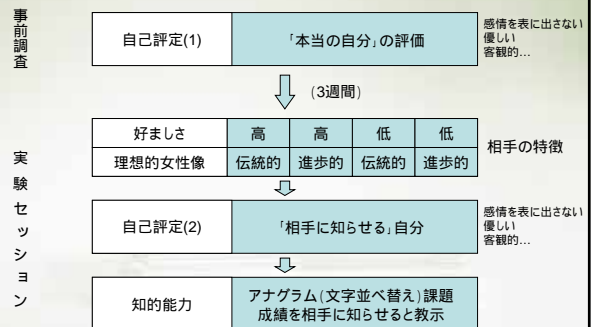 事前調査
自己評定(1)
「本当の自分」の評価
感情を表に出さない
優しい
客観的...
(3週間)
好ましさ 高 高 低 低
理想的女性像 伝統的 進歩的 伝統的 進歩的
相手の特徴
実験セッション
自己評定(2)
「相手に知らせる」自分
感情を表に出さない
優しい
客観的...
知的能力
アナグラム(文字並べ替え)課題
成績を相手に知らせると教示